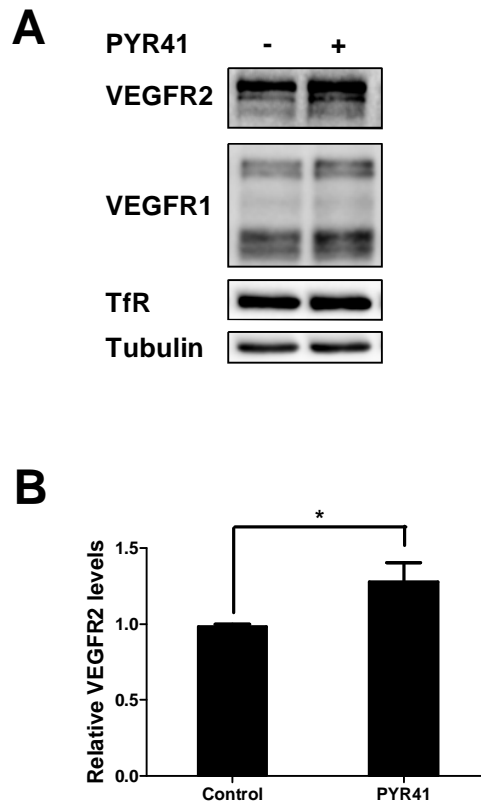 A
PYR41 - +
VEGFR2
VEGFR1
TfR
Tubulin
B
*
Relative VEGFR2 levels
1.5
1.0
0.5
0.0
Control PYR41